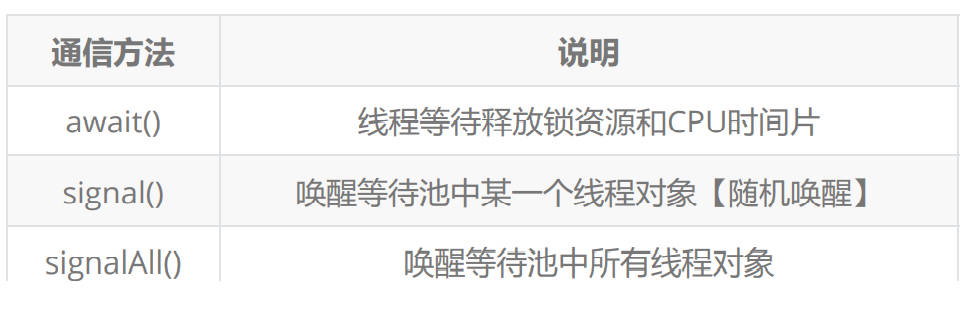 通信方法 说明
await() 线程等待释放锁资源和CPU时间片
signal() 唤醒等待池中某一个线程对象【随机唤醒】
signalAll() 唤醒等待池中所有线程对象